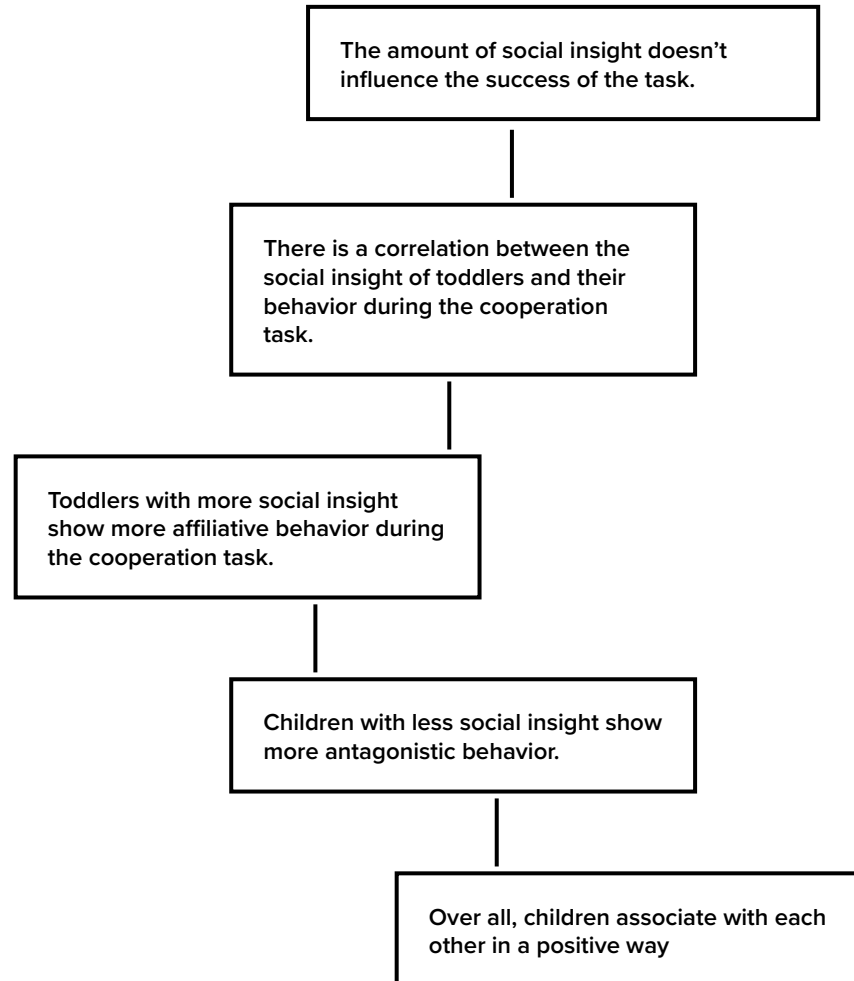 The amount of social insight doesn’t
influence the success of the task.
There is a correlation between the
social insight of toddlers and their
behavior during the cooperation
task.
Toddlers with more social insight
show more affiliative behavior during
the cooperation task.
Children with less social insight show
more antagonistic behavior.
Over all, children associate with each
other in a positive way